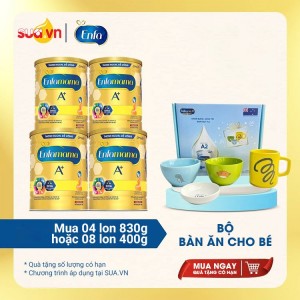 sua.vn
Enfa
Enfamama
A+
Enfamama
A+
Enfamama
A+
Enfamama
A+
A2
Mua 04 lon 830g
hoặc 08 lon 400g
BỘ
BÀN ĂN CHO BÉ
* Quà tặng số lượng có hạn
* Chương trình áp dụng tại SUA.VN
MUA NGAY
QUÀ TẶNG CÓ HẠN